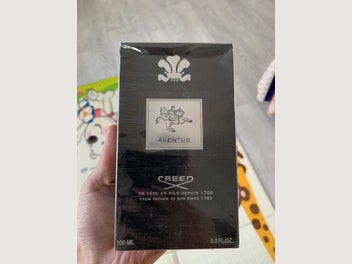 AVENTUS
CREED
DE PÈRE EN FILS DEPUIS 1760
FROM FATHER TO SON SINCE 1760
100 ML
3.3 FL.OZ.